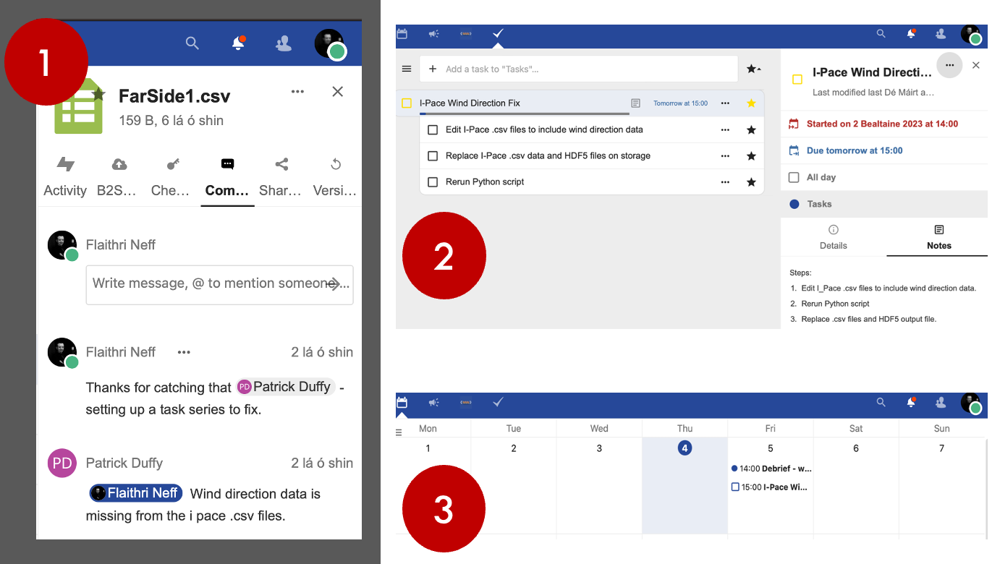 1
FarSide1.csv
159 B, 6 lá ó shin
Activity B2S... Che... Com... Shar... Versi...
Flaithri Neff
Write message, @ to mention someone ...
Flaithri Neff ••• 2 lá ó shin
Thanks for catching that PD Patrick Duffy -
setting up a task series to fix.
PD Patrick Duffy 2 lá ó shin
Flaithri Neff Wind direction data is
missing from the i pace .csv files.
2
Add a task to "Tasks"...
I-Pace Wind Direction Fix Tomorrow at 15:00
Edit I-Pace .csv files to include wind direction data
Replace I-Pace .csv data and HDF5 files on storage
Rerun Python script
I-Pace Wind Directi...
Last modified last Dé Máirt a...
Started on 2 Bealtaine 2023 at 14:00
Due tomorrow at 15:00
All day
Tasks
Details Notes
Steps:
1. Edit I_Pace .csv files to include wind direction data.
2. Rerun Python script
3. Replace .csv files and HDF5 output file.
3
Mon Tue Wed Thu Fri Sat Sun
1 2 3 4 5 6 7
14:00 Debrief - w...
15:00 I-Pace Wi...